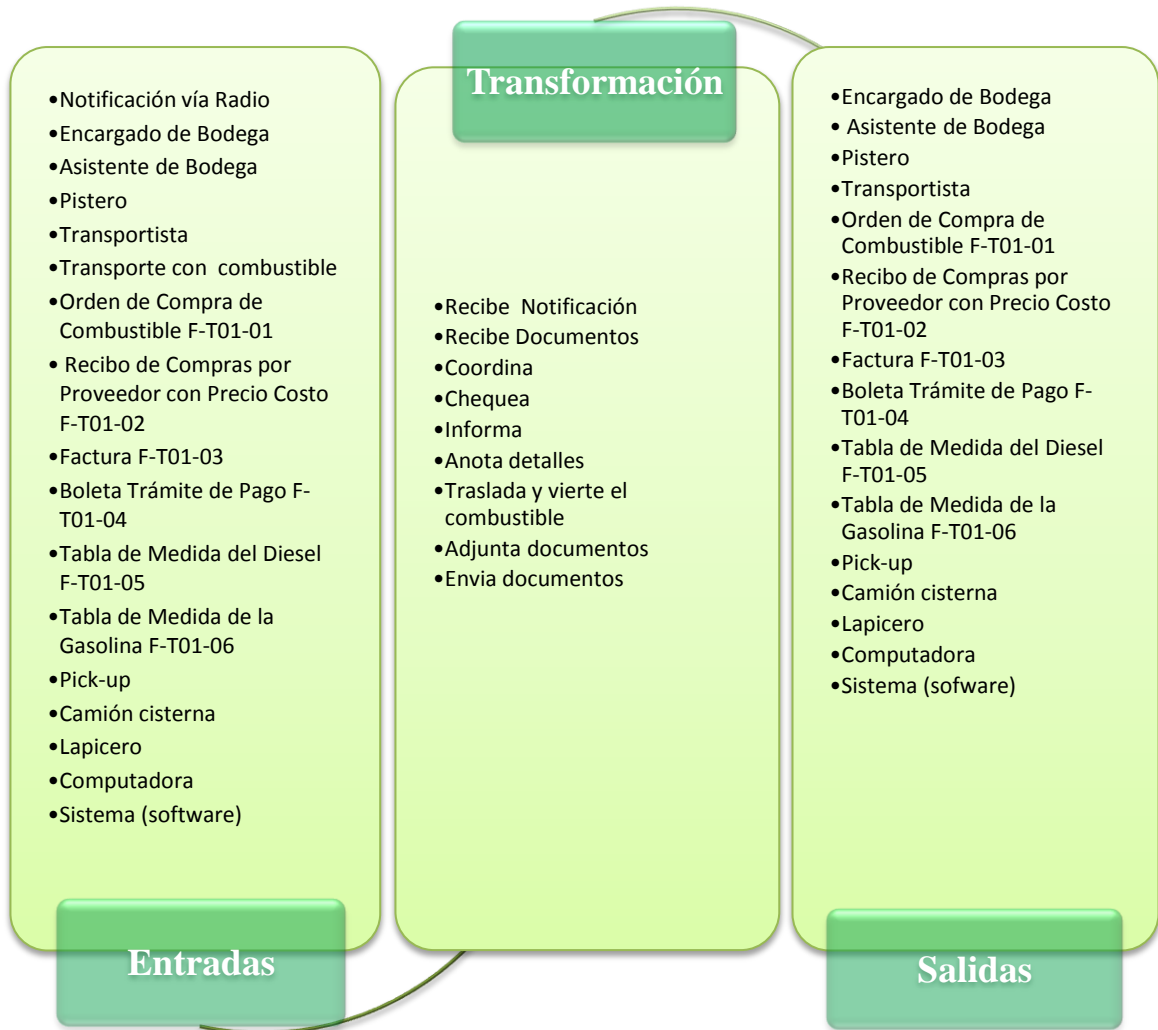 •Notificación vía Radio
•Encargado de Bodega
•Asistente de Bodega
•Pistero
•Transportista
•Transporte con combustible
•Orden de Compra de
Combustible F-T01-01
• Recibo de Compras por
Proveedor con Precio Costo
F-T01-02
•Factura F-T01-03
•Boleta Trámite de Pago F-
T01-04
•Tabla de Medida del Diesel
F-T01-05
•Tabla de Medida de la
Gasolina F-T01-06
•Pick-up
•Camión cisterna
•Lapicero
•Computadora
•Sistema (software)
Entradas
Transformación
•Recibe Notificación
•Recibe Documentos
•Coordina
•Chequea
•Informa
•Anota detalles
•Traslada y vierte el
combustible
•Adjunta documentos
•Envia documentos
•Encargado de Bodega
• Asistente de Bodega
•Pistero
•Transportista
•Orden de Compra de
Combustible F-T01-01
•Recibo de Compras por
Proveedor con Precio Costo
F-T01-02
•Factura F-T01-03
•Boleta Trámite de Pago F-
T01-04
•Tabla de Medida del Diesel
F-T01-05
•Tabla de Medida de la
Gasolina F-T01-06
•Pick-up
•Camión cisterna
•Lapicero
•Computadora
•Sistema (sofware)
Salidas